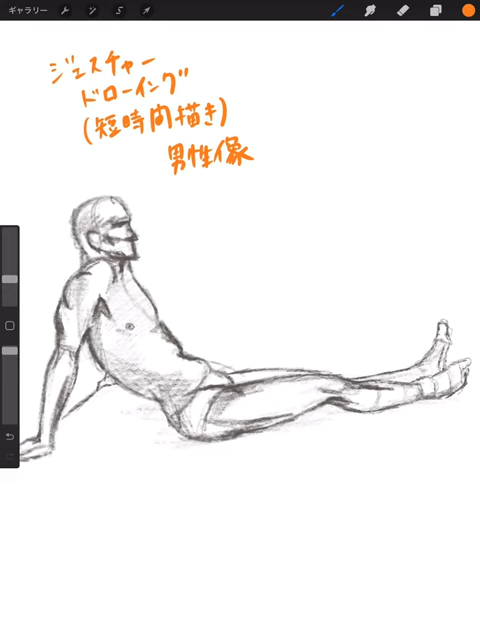 ギャラリー
ジェスチャー
ドローイング
(短時間描き)
男性像